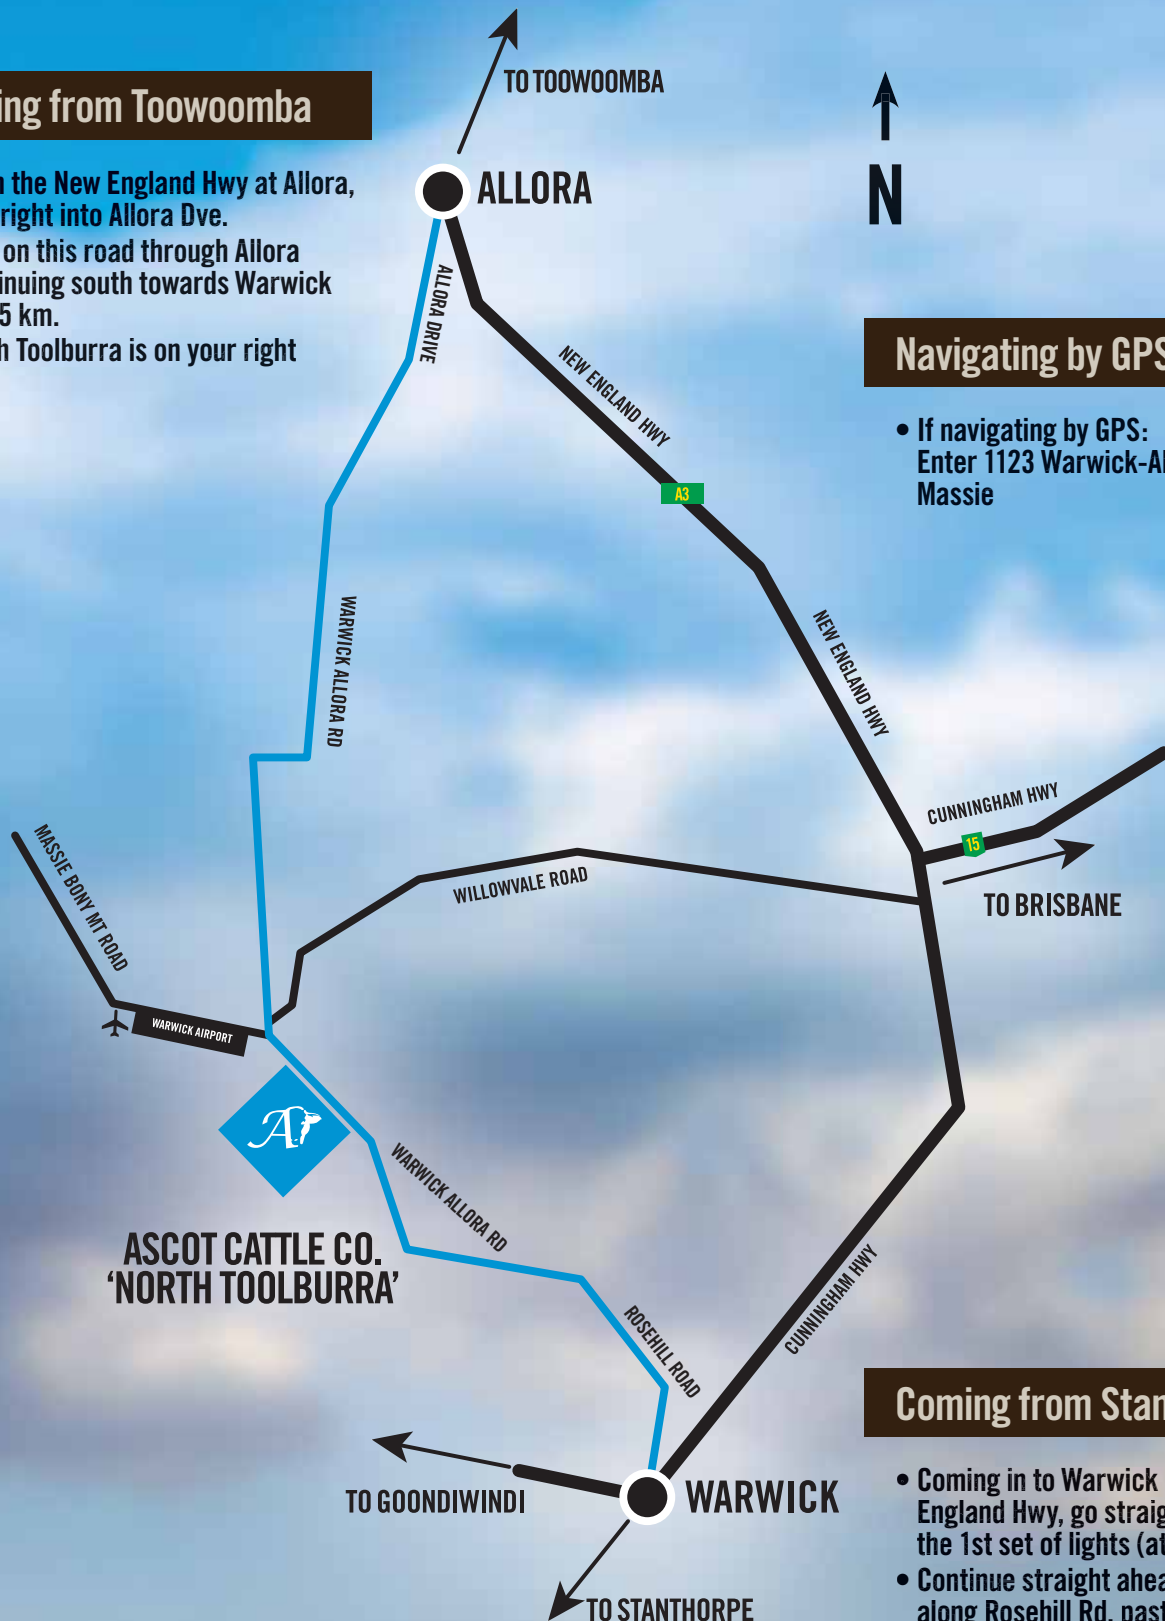 TO TOOWOOMBA
ing from Toowoomba
the New England Hwy at Allora,
right into Allora Dve.
on this road through Allora
tinuing south towards Warwick
5 km.
Toolburra is on your right
ALLORA
N
ALLORA DRIVE
NEW ENGLAND HWY
A3
Navigating by GPS
• If navigating by GPS:
Enter 1123 Warwick-Al
Massie
WARWICK ALLORA RD
NEW ENGLAND HWY
CUNNINGHAM HWY
15
TO BRISBANE
MASSIE BONY MT ROAD
WILLOWVALE ROAD
WARWICK AIRPORT
A
WARWICK ALLORA RD
ASCOT CATTLE CO.
‘NORTH TOOLBURRA’
ROSEHILL ROAD
CUNNINGHAM HWY
TO GOONDIWINDI
WARWICK
TO STANTHORPE
Coming from Stan
• Coming in to Warwick
England Hwy, go straig
the 1st set of lights (at
• Continue straight ahea
along Rosehill Rd, past